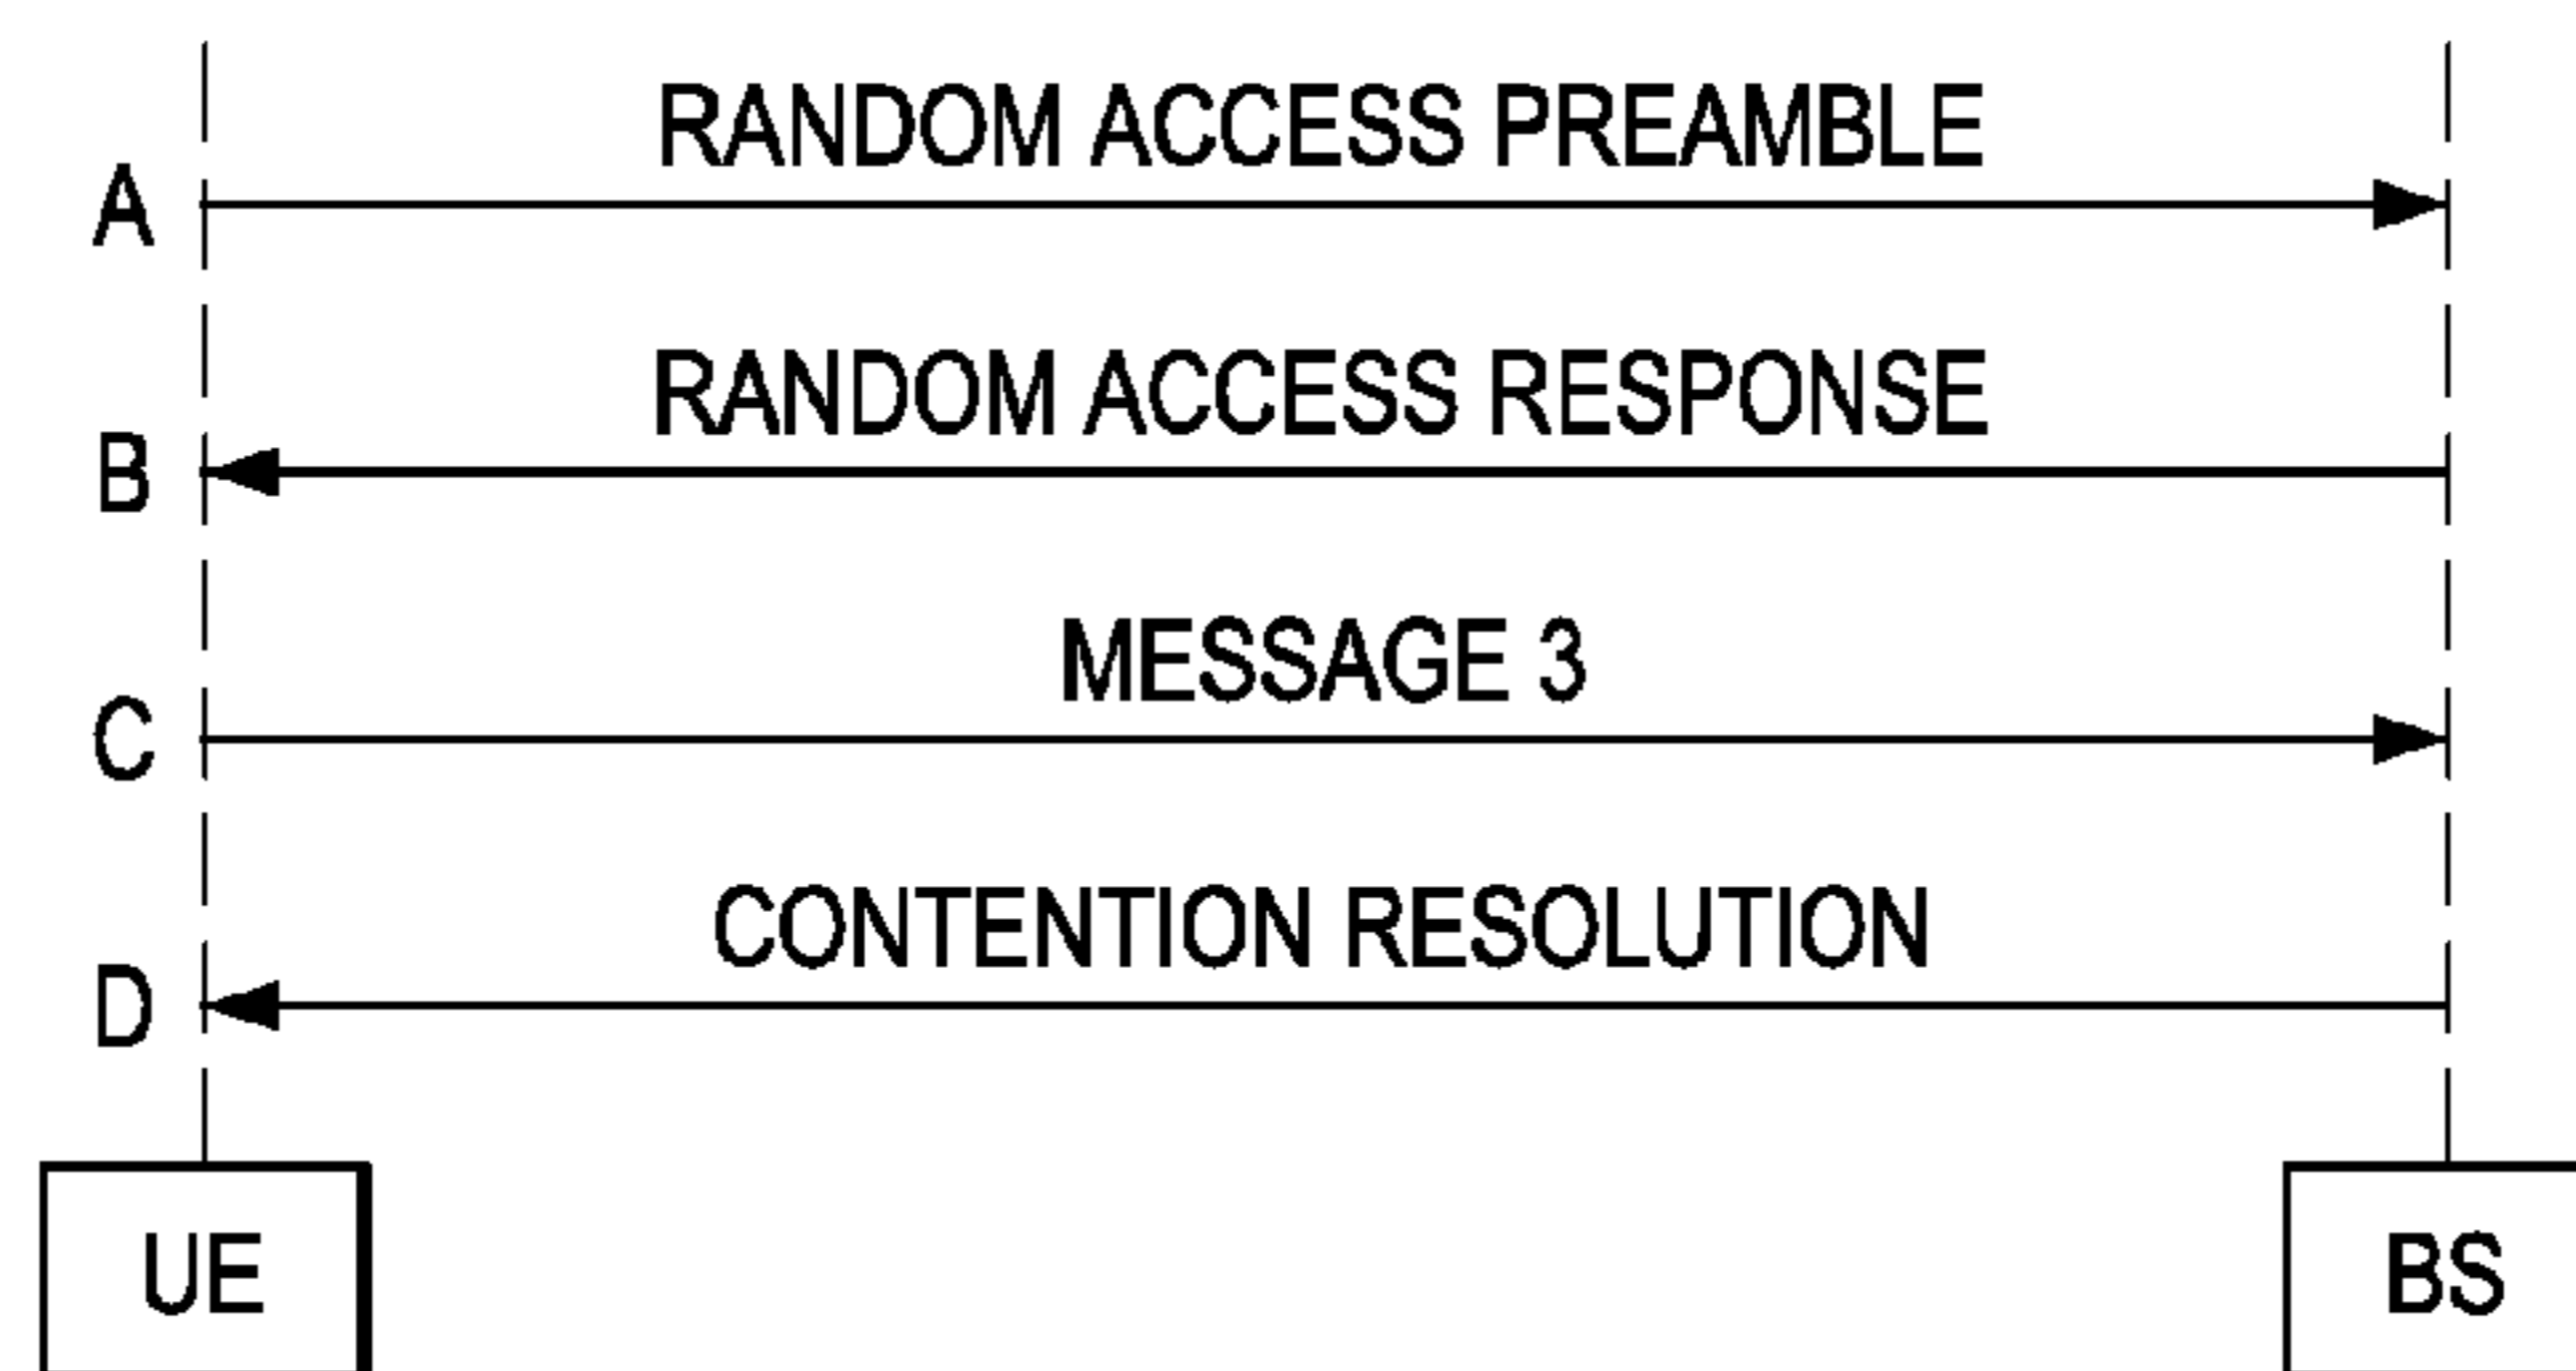 RANDOM ACCESS PREAMBLE
A
RANDOM ACCESS RESPONSE
B
MESSAGE 3
C
CONTENTION RESOLUTION
D
UE
BS